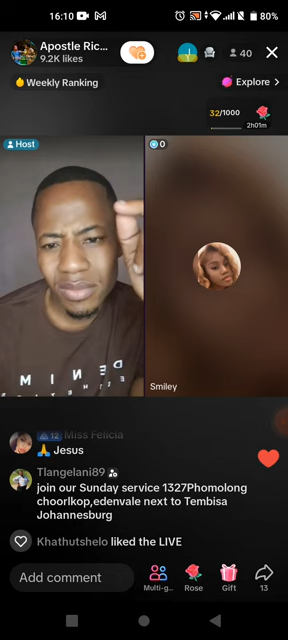 16:10
80%
Apostle Ric...
9.2K likes
40
Weekly Ranking
Explore >
32/1000
2h01m
Host
0
Smiley
12 Miss Felicia
🙏 Jesus
Tlangelani89
join our Sunday service 1327Phomolong
choorlkop,edenvale next to Tembisa
Johannesburg
Khathutshelo liked the LIVE
Add comment
Multi-g...
Rose
Gift
13